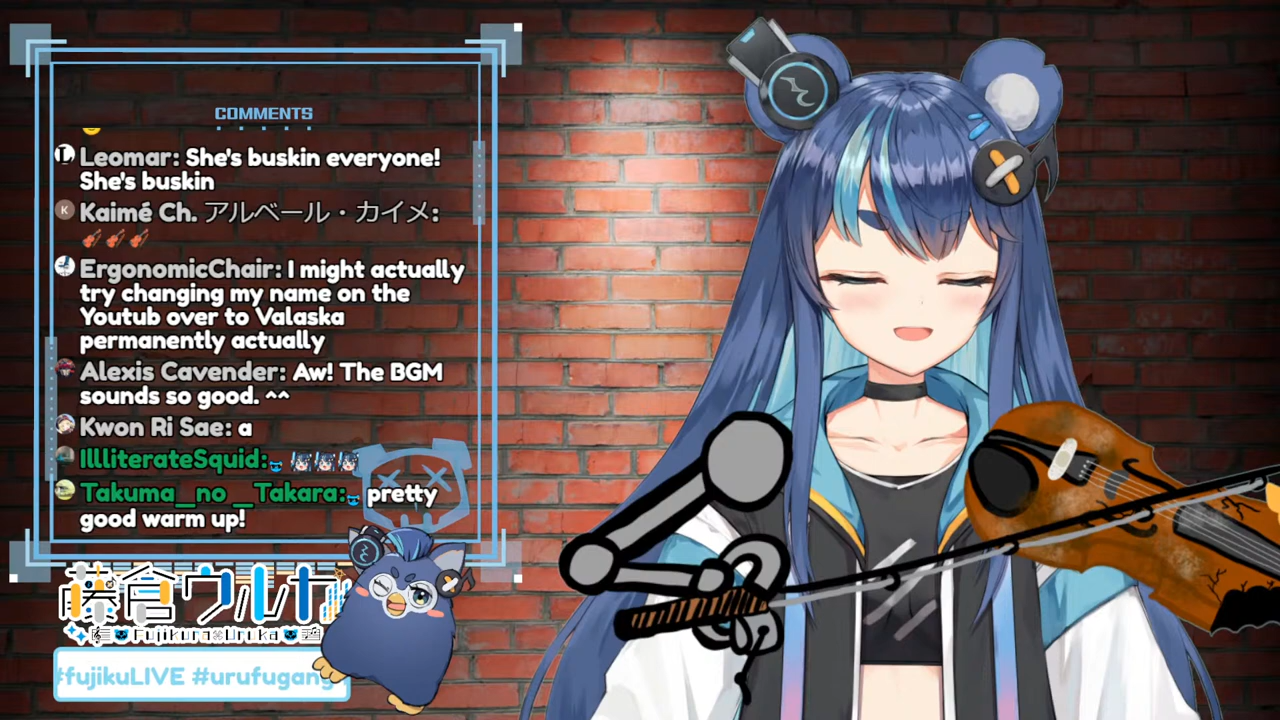 COMMENTS
Leomar: She's buskin everyone!
She's buskin
K Kaimé Ch. アルベール・カイメ:
ErgonomicChair: I might actually
try changing my name on the
Youtub over to Valaska
permanently actually
Alexis Cavender: Aw! The BGM
sounds so good. ^^
Kwon Ri Sae: a
IllliterateSquid:
Takuma_no_Takara: pretty
good warm up!
藤倉ウルカ
Fujikura Uruka
#fujikuLIVE #urufugang